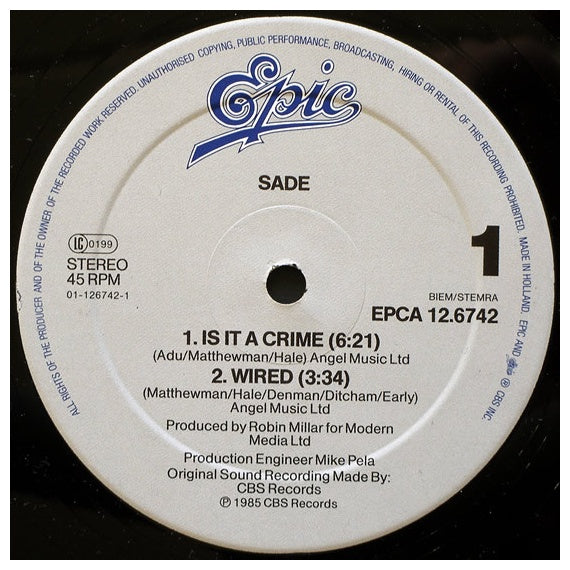 ALL RIGHTS OF THE PRODUCER AND OF THE OWNER OF THE RECORDED WORK RESERVED. UNAUTHORISED COPYING, PUBLIC PERFORMANCE, BROADCASTING, HIRING OR RENTAL OF THIS RECORDING PROHIBITED. MADE IN HOLLAND. EPIC AND ℗ CBS INC
Epic
SADE
LC 0199
STEREO
45 RPM
01-126742-1
1
BIEM/STEMRA
EPCA 12.6742
1. IS IT A CRIME (6:21)
(Adu/Matthewman/Hale) Angel Music Ltd
2. WIRED (3:34)
(Matthewman/Hale/Denman/Ditcham/Early)
Angel Music Ltd
Produced by Robin Millar for Modern
Media Ltd
Production Engineer Mike Pela
Original Sound Recording Made By:
CBS Records
℗ 1985 CBS Records